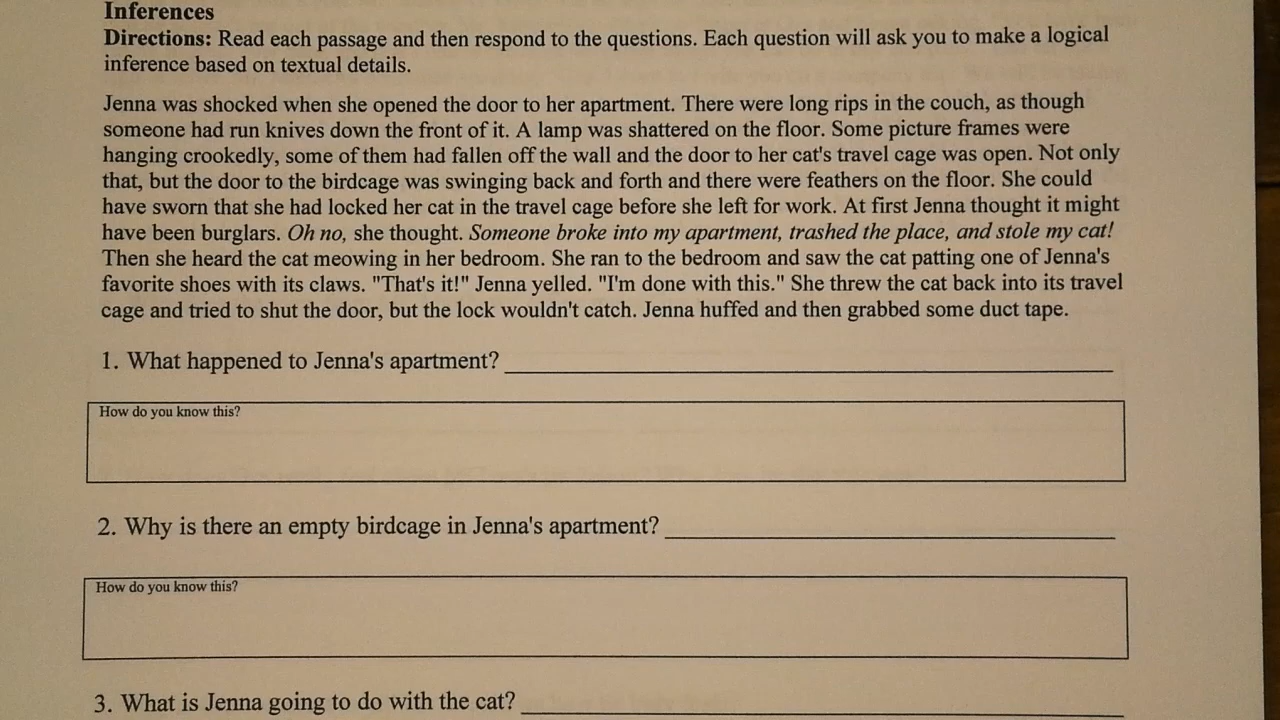 Inferences
Directions: Read each passage and then respond to the questions. Each question will ask you to make a logical
inference based on textual details.
Jenna was shocked when she opened the door to her apartment. There were long rips in the couch, as though
someone had run knives down the front of it. A lamp was shattered on the floor. Some picture frames were
hanging crookedly, some of them had fallen off the wall and the door to her cat's travel cage was open. Not only
that, but the door to the birdcage was swinging back and forth and there were feathers on the floor. She could
have sworn that she had locked her cat in the travel cage before she left for work. At first Jenna thought it might
have been burglars. Oh no, she thought. Someone broke into my apartment, trashed the place, and stole my cat!
Then she heard the cat meowing in her bedroom. She ran to the bedroom and saw the cat patting one of Jenna's
favorite shoes with its claws. "That's it!" Jenna yelled. "I'm done with this." She threw the cat back into its travel
cage and tried to shut the door, but the lock wouldn't catch. Jenna huffed and then grabbed some duct tape.
1. What happened to Jenna's apartment?
How do you know this?
2. Why is there an empty birdcage in Jenna's apartment?
How do you know this?
3. What is Jenna going to do with the cat?